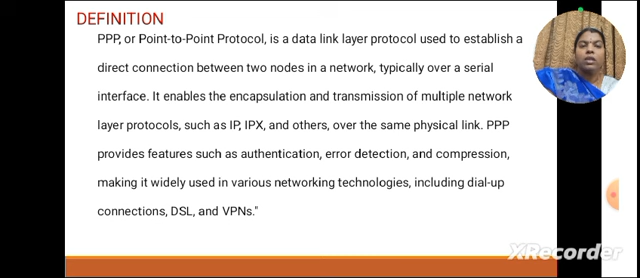 DEFINITION
PPP, or Point-to-Point Protocol, is a data link layer protocol used to establish a
direct connection between two nodes in a network, typically over a serial
interface. It enables the encapsulation and transmission of multiple network
layer protocols, such as IP, IPX, and others, over the same physical link. PPP
provides features such as authentication, error detection, and compression,
making it widely used in various networking technologies, including dial-up
connections, DSL, and VPNs."
XRecorder